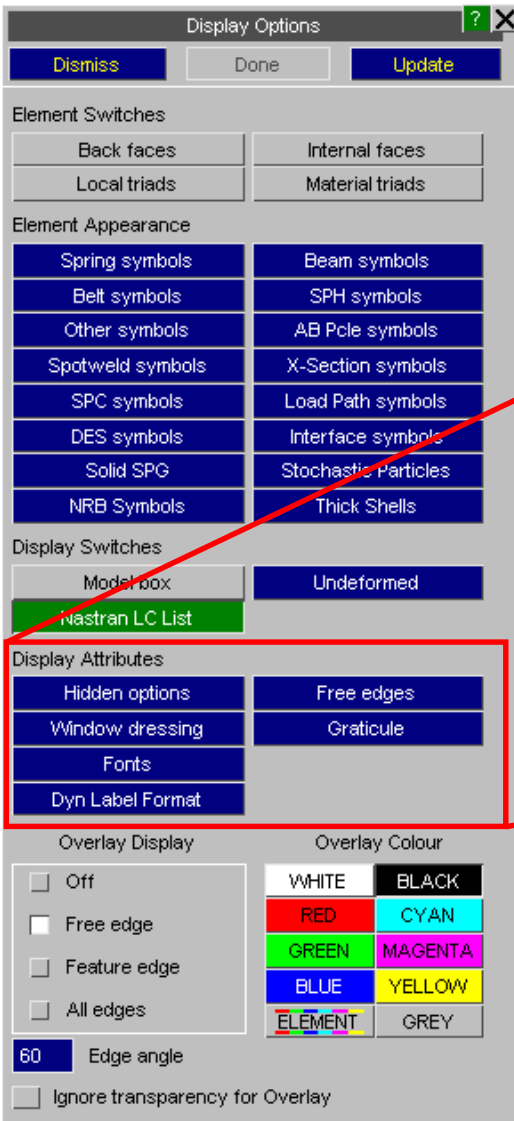 Display Options ? X
Dismiss Done Update
Element Switches
Back faces Internal faces
Local triads Material triads
Element Appearance
Spring symbols Beam symbols
Belt symbols SPH symbols
Other symbols AB Pcle symbols
Spotweld symbols X-Section symbols
SPC symbols Load Path symbols
DES symbols Interface symbols
Solid SPG Stochastic Particles
NRB Symbols Thick Shells
Display Switches
Model box Undeformed
Nastran LC List
Display Attributes
Hidden options Free edges
Window dressing Graticule
Fonts
Dyn Label Format
Overlay Display Overlay Colour
Off WHITE BLACK
Free edge RED CYAN
Feature edge GREEN MAGENTA
All edges BLUE YELLOW
ELEMENT GREY
60 Edge angle
Ignore transparency for Overlay